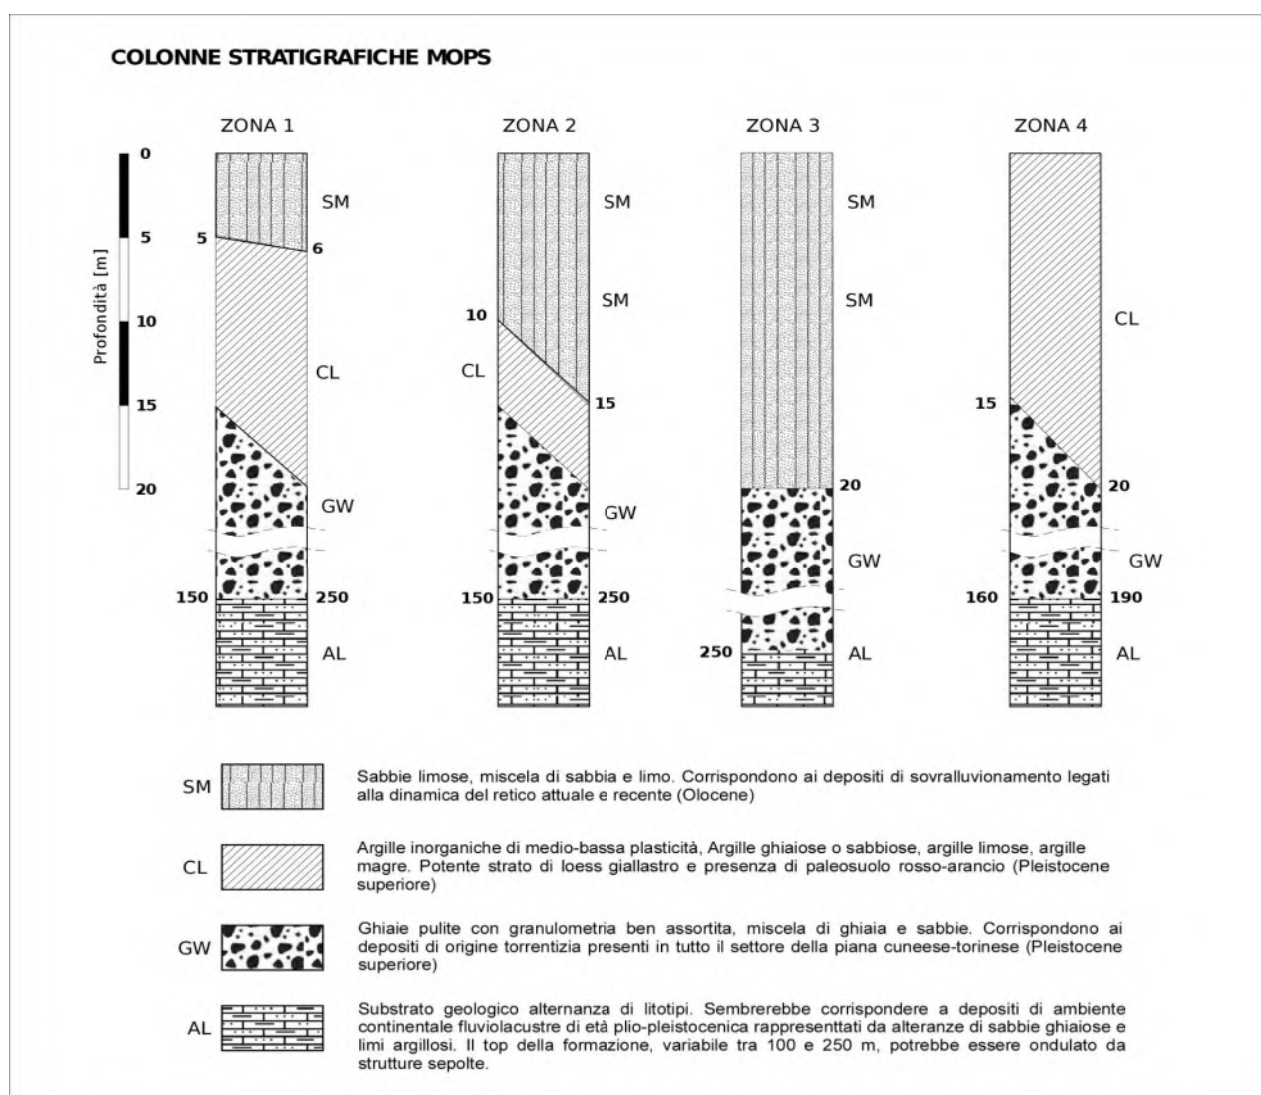 COLONNE STRATIGRAFICHE MOPS
ZONA 1
ZONA 2
ZONA 3
ZONA 4
Profondità [m]
0
5
10
15
20
SM
5
6
CL
GW
150
250
AL
SM
SM
10
CL
15
GW
150
250
AL
SM
SM
20
GW
250
AL
CL
15
20
GW
160
190
AL
SM
Sabbie limose, miscela di sabbia e limo. Corrispondono ai depositi di sovralluvionamento legati
alla dinamica del retico attuale e recente (Olocene)
CL
Argille inorganiche di medio-bassa plasticità, Argille ghiaiose o sabbiose, argille limose, argille
magre. Potente strato di loess giallastro e presenza di paleosuolo rosso-arancio (Pleistocene
superiore)
GW
Ghiaie pulite con granulometria ben assortita, miscela di ghiaia e sabbie. Corrispondono ai
depositi di origine torrentizia presenti in tutto il settore della piana cuneese-torinese (Pleistocene
superiore)
AL
Substrato geologico alternanza di litotipi. Sembrerebbe corrispondere a depositi di ambiente
continentale fluviolacustre di età plio-pleistocenica rappresenttati da alteranze di sabbie ghiaiose e
limi argillosi. Il top della formazione, variabile tra 100 e 250 m, potrebbe essere ondulato da
strutture sepolte.